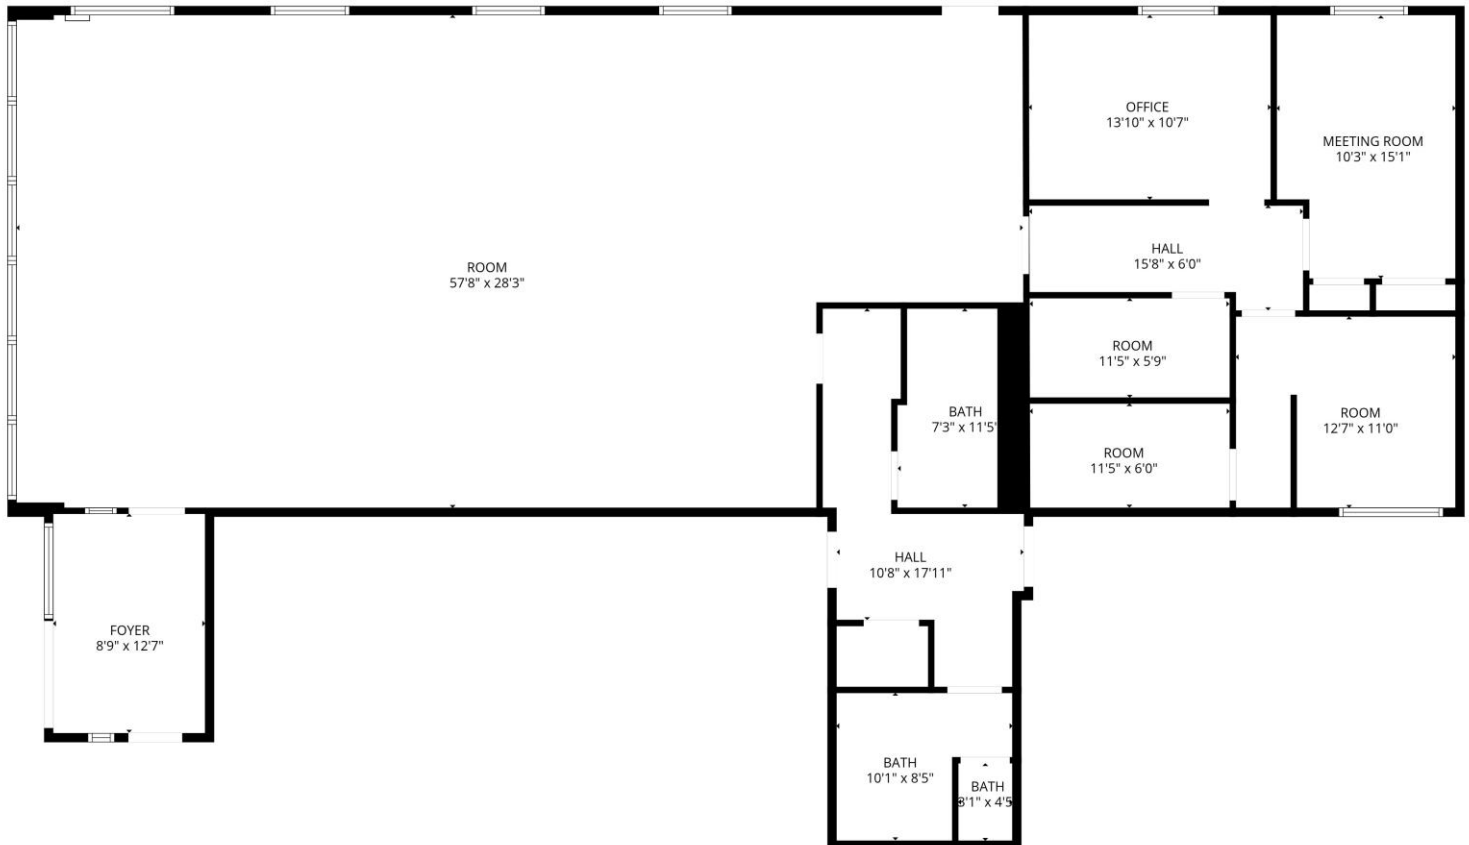 OFFICE
13'10" x 10'7"
MEETING ROOM
10'3" x 15'1"
HALL
15'8" x 6'0"
ROOM
57'8" x 28'3"
ROOM
11'5" x 5'9"
BATH
7'3" x 11'5"
ROOM
12'7" x 11'0"
ROOM
11'5" x 6'0"
HALL
10'8" x 17'11"
FOYER
8'9" x 12'7"
BATH
10'1" x 8'5"
BATH
x 4'5